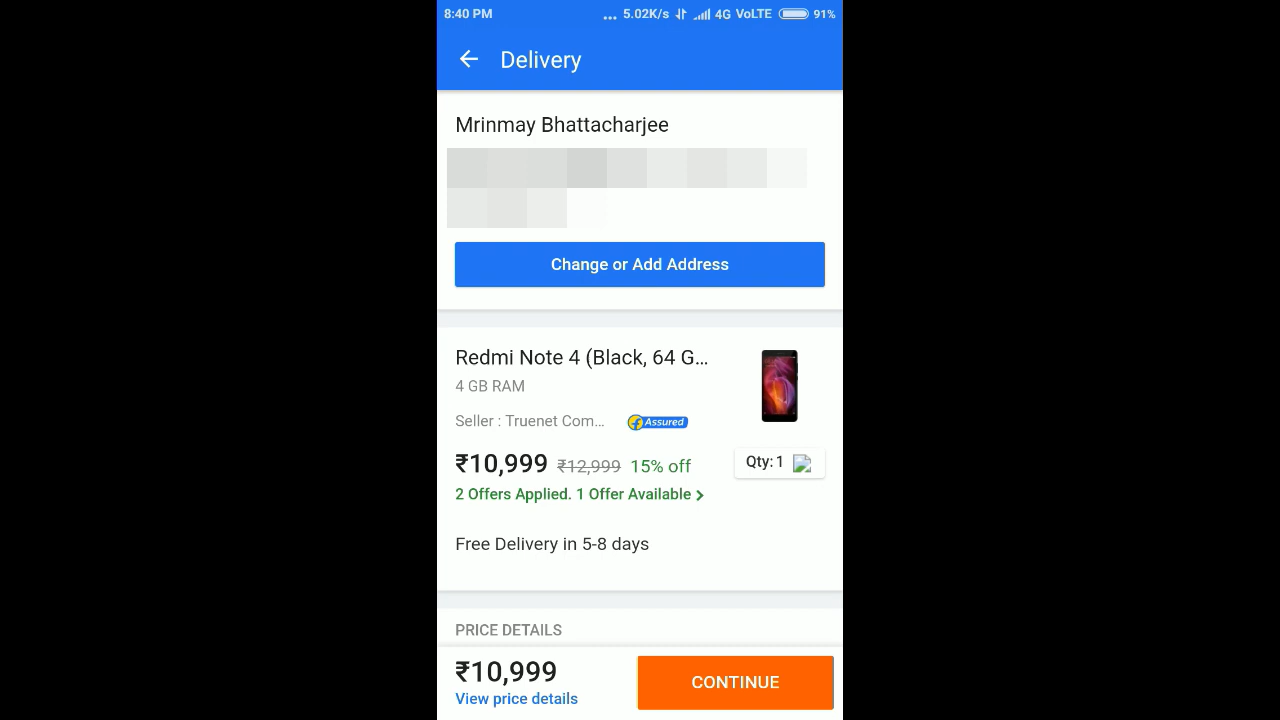 8:40 PM ... 5.02K/s 4G VoLTE 91%
Delivery
Mrinmay Bhattacharjee
Change or Add Address
Redmi Note 4 (Black, 64 G...
4 GB RAM
Seller : Truenet Com... Assured
₹10,999 ₹12,999 15% off Qty: 1
2 Offers Applied. 1 Offer Available
Free Delivery in 5-8 days
PRICE DETAILS
₹10,999
View price details
CONTINUE